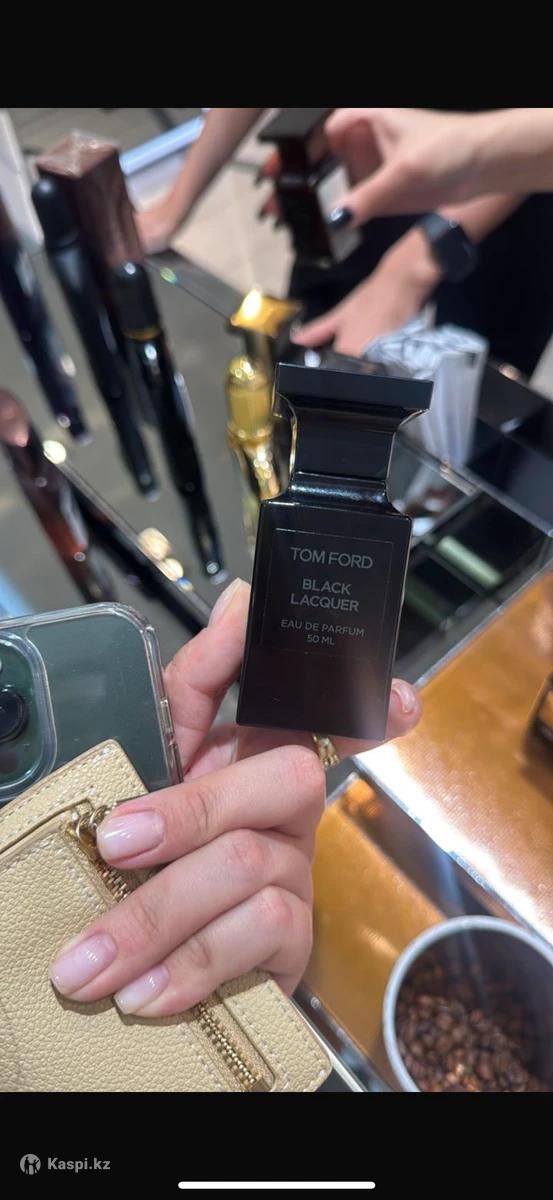 TOM FORD
BLACK
LACQUER
EAU DE PARFUM
50 ML
Kaspi.kz